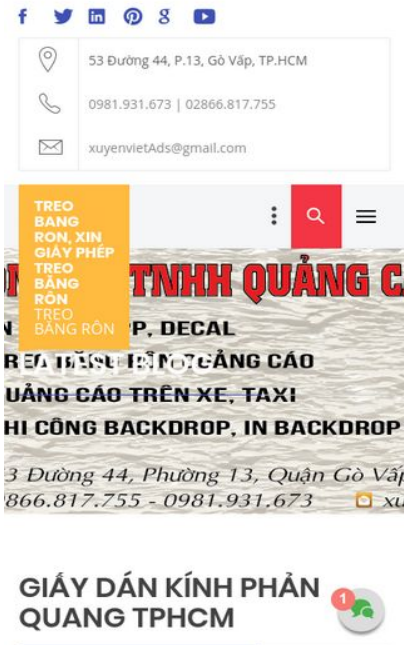 53 Đường 44, P.13, Gò Vấp, TP.HCM
0981.931.673 | 02866.817.755
xuyenvietAds@gmail.com
TREO
BANG
RON, XIN
GIẤY PHÉP
TREO
BĂNG
RÔN
TREO
BĂNG RÔN
TNHH QUẢNG C
P, DECAL
LATEST BLOG
QUẢNG CÁO
UẢNG CÁO TRÊN XE, TAXI
HI CÔNG BACKDROP, IN BACKDROP
3 Đường 44, Phường 13, Quận Gò Vấp
866.817.755 - 0981.931.673 xu
GIẤY DÁN KÍNH PHẢN
QUANG TPHCM
1